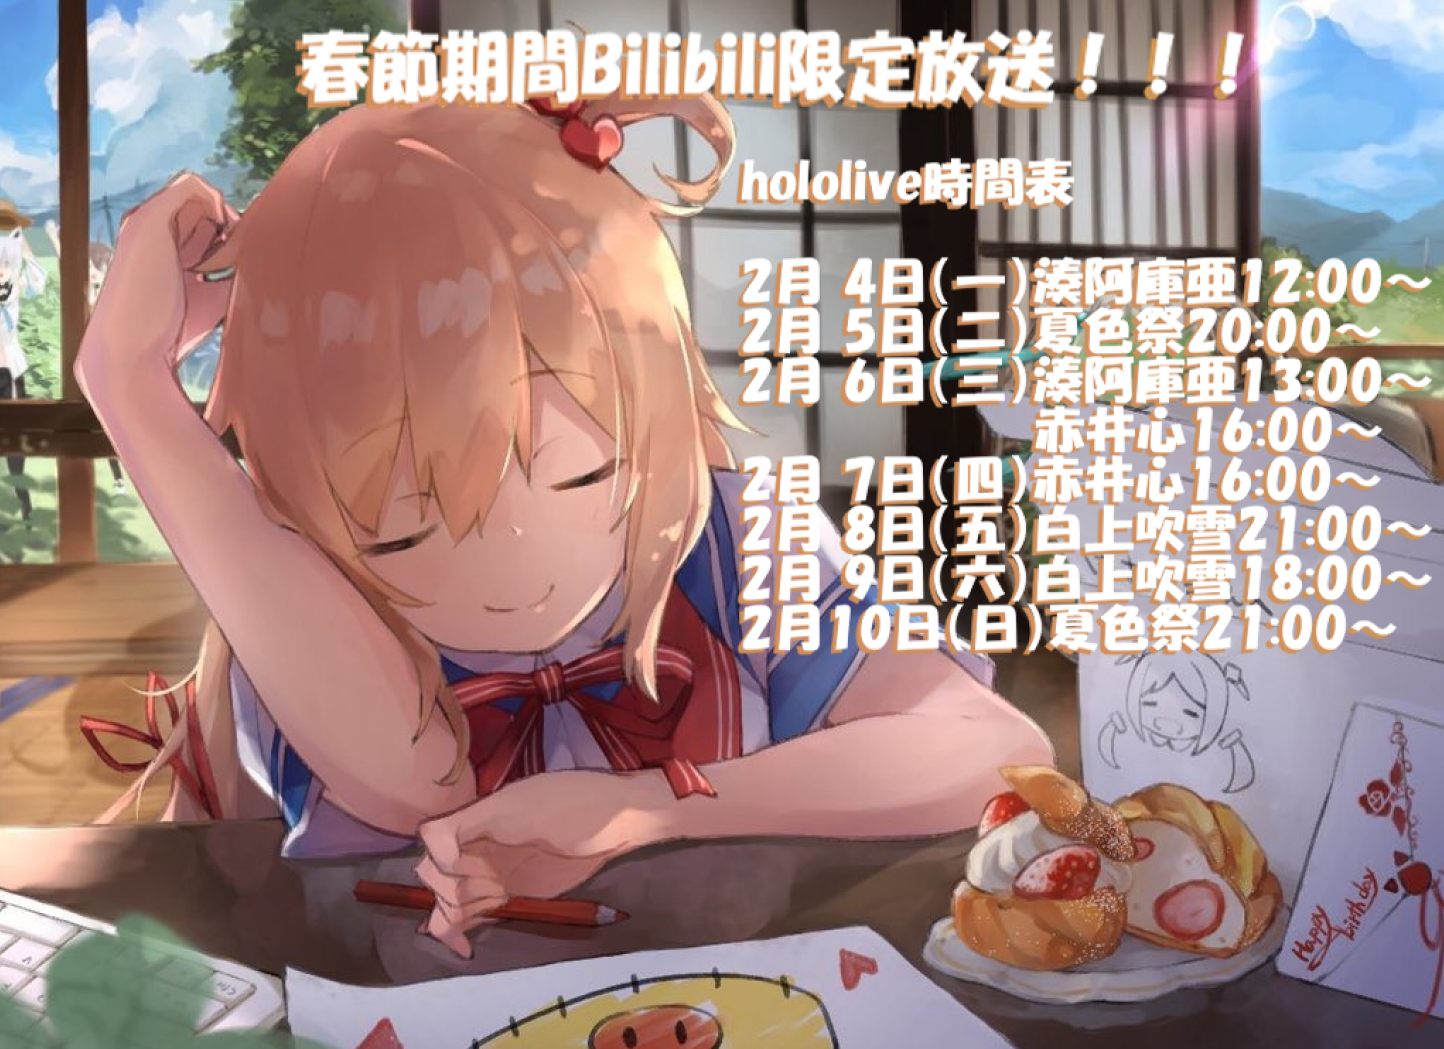 春節期間Bilibili限定放送！！！
hololive時間表
2月 4日(一)湊阿庫亜12:00～
2月 5日(二)夏色祭20:00～
2月 6日(三)湊阿庫亜13:00～
赤井心16:00～
2月 7日(四)赤井心16:00～
2月 8日(五)白上吹雪21:00～
2月 9日(六)白上吹雪18:00～
2月10日(日)夏色祭21:00～
Happy
birthday